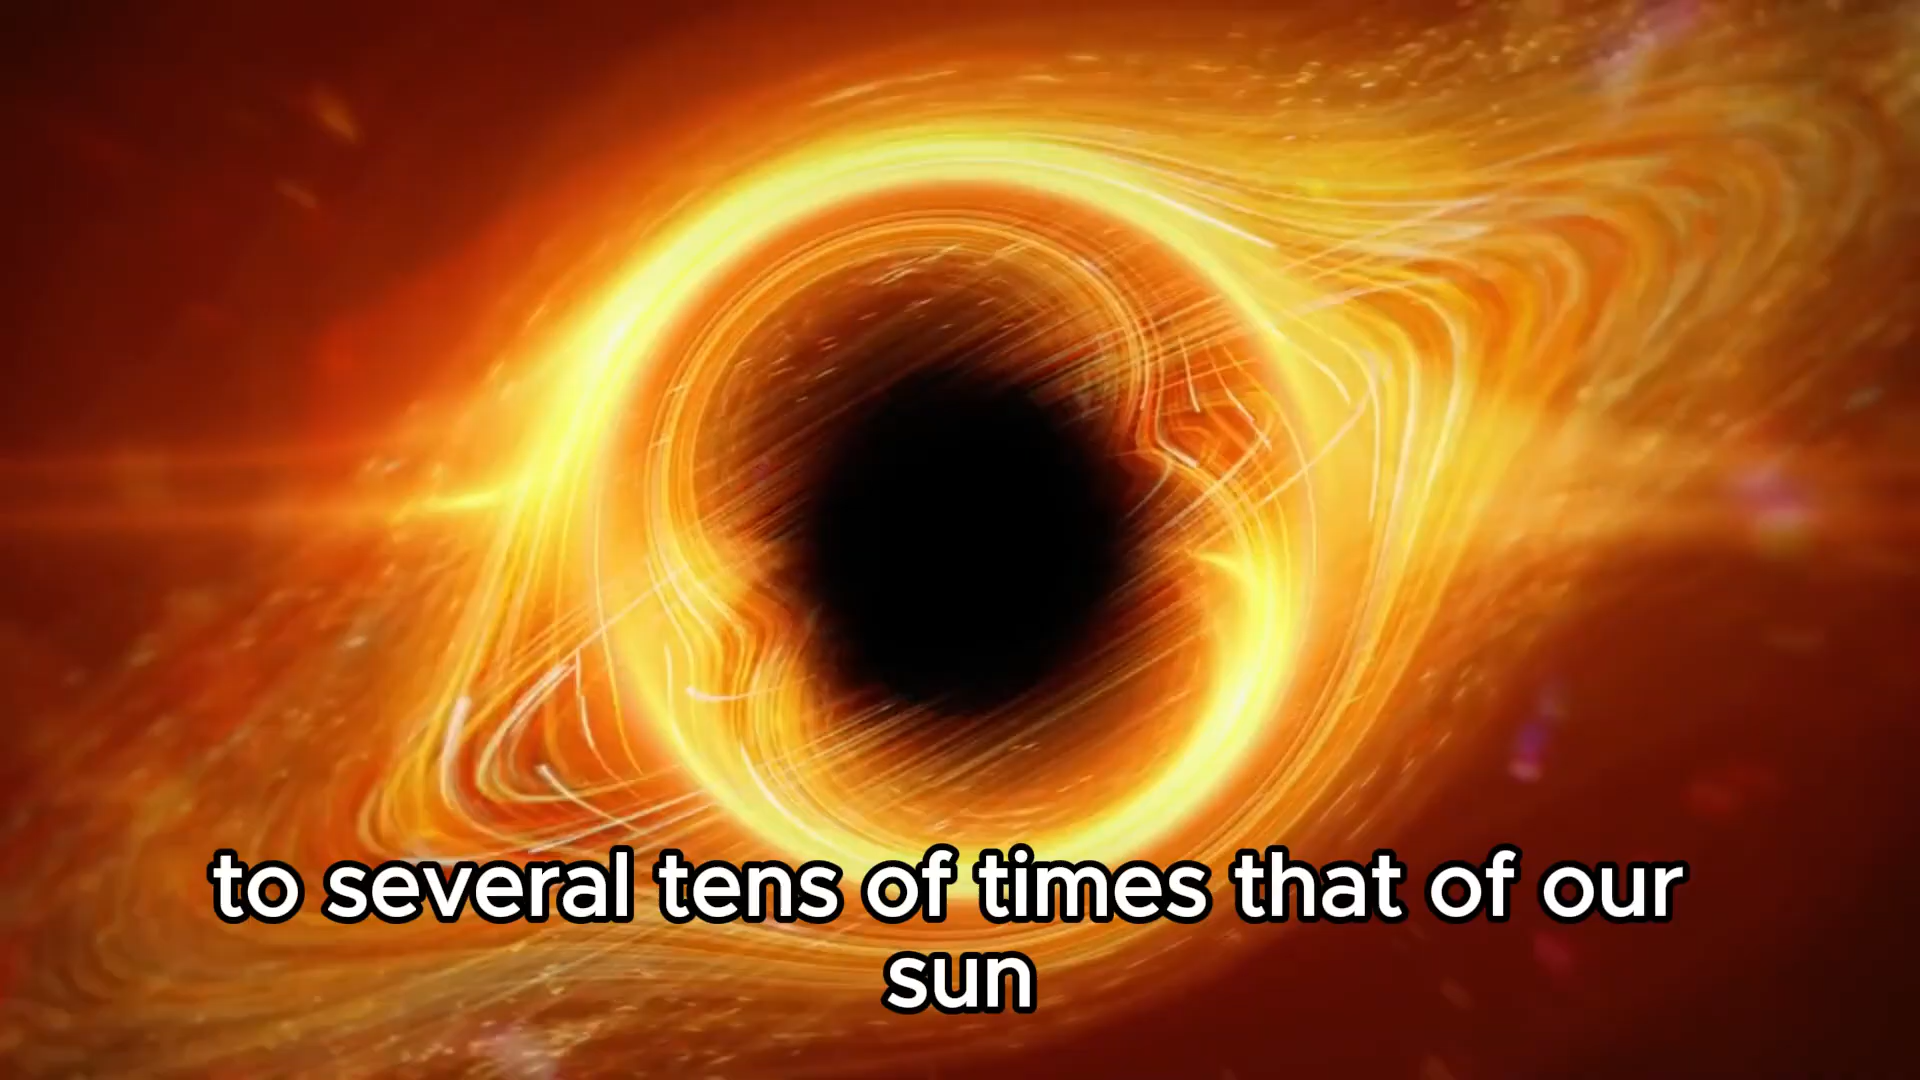 to several tens of times that of our
sun